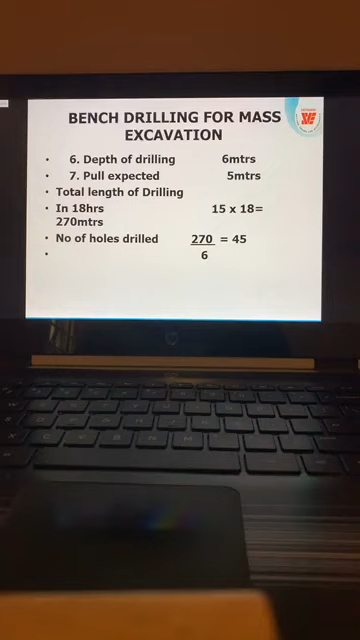 BENCH DRILLING FOR MASS
EXCAVATION
• 6. Depth of drilling 6mtrs
• 7. Pull expected 5mtrs
• Total length of Drilling
• In 18hrs 15 x 18=
270mtrs
• No of holes drilled 270 = 45
• 6